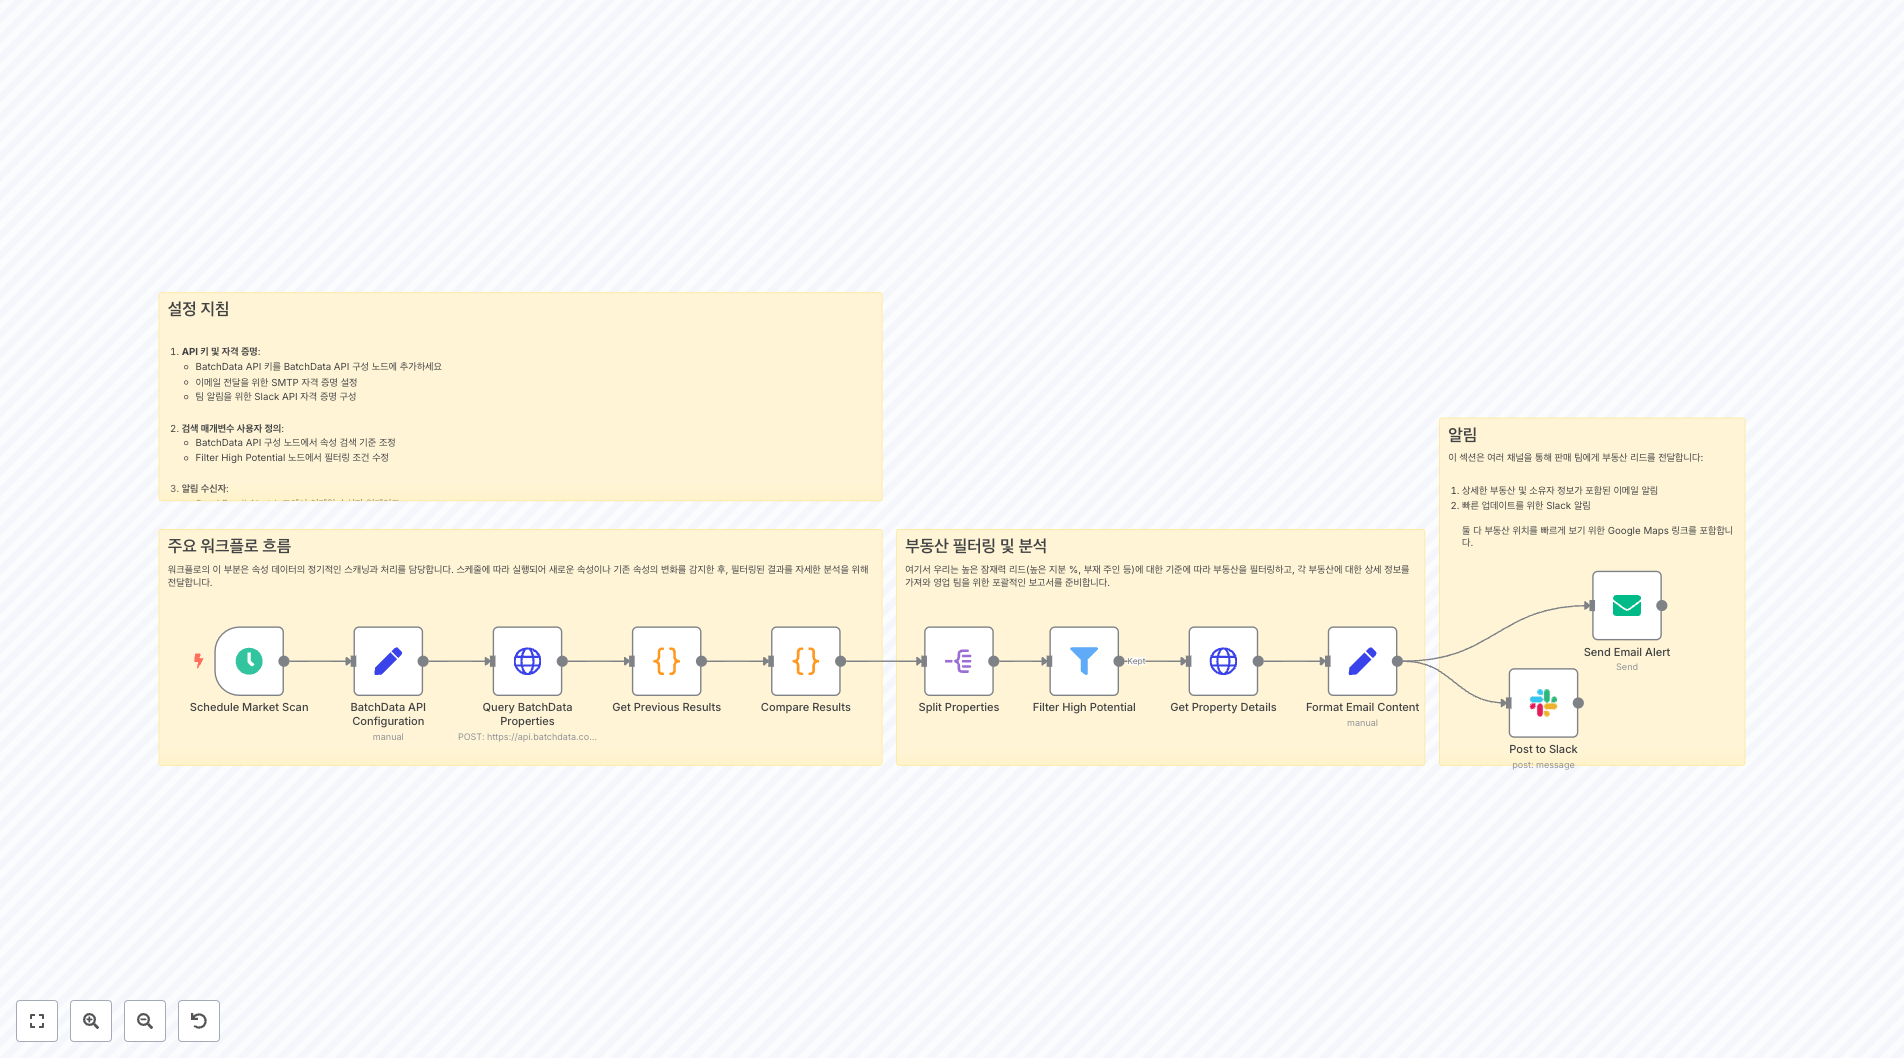 설정 지침
1. API 키 및 자격 증명:
BatchData API 키를 BatchData API 구성 노드에 추가하세요
이메일 전달을 위한 SMTP 자격 증명 설정
팀 알림을 위한 Slack API 자격 증명 구성
2. 검색 매개변수 사용자 정의:
BatchData API 구성 노드에서 속성 검색 기준 조정
Filter High Potential 노드에서 필터링 조건 수정
3. 알림 수신자:
주요 워크플로 흐름
워크플로의 이 부분은 속성 데이터의 정기적인 스캐닝과 처리를 담당합니다. 스케줄에 따라 실행되어 새로운 속성이나 기존 속성의 변화를 감지한 후, 필터링된 결과를 자세한 분석을 위해
전달합니다.
Schedule Market Scan
BatchData API
Configuration
manual
Query BatchData
Properties
POST: https://api.batchdata.co...
Get Previous Results
Compare Results
부동산 필터링 및 분석
여기서 우리는 높은 잠재력 리드(높은 지분 %, 부재 주인 등)에 대한 기준에 따라 부동산을 필터링하고, 각 부동산에 대한 상세 정보를
가져와 영업 팀을 위한 포괄적인 보고서를 준비합니다.
Split Properties
Filter High Potential
Kept
Get Property Details
Format Email Content
manual
알림
이 섹션은 여러 채널을 통해 판매 팀에게 부동산 리드를 전달합니다:
1. 상세한 부동산 및 소유자 정보가 포함된 이메일 알림
2. 빠른 업데이트를 위한 Slack 알림
둘 다 부동산 위치를 빠르게 보기 위한 Google Maps 링크를 포함합니
다.
Send Email Alert
Send
Post to Slack
post: message